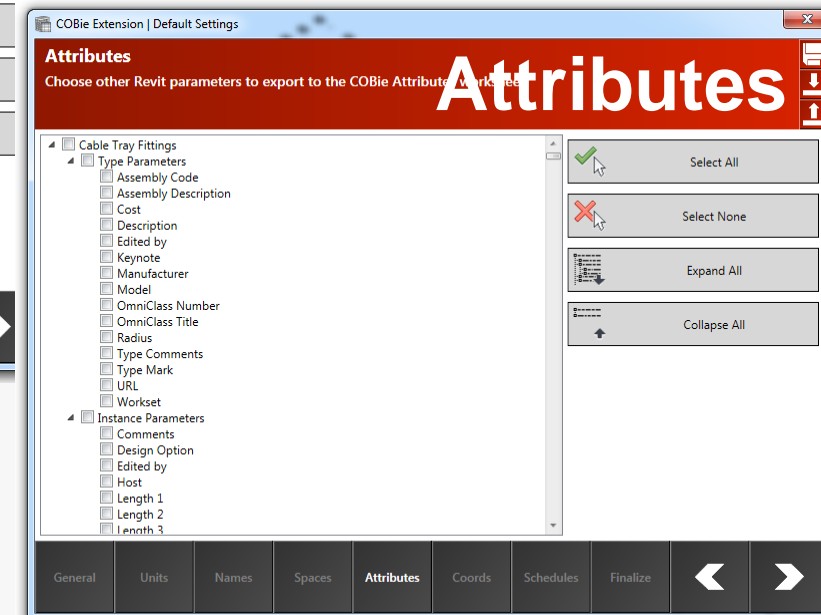 COBie Extension | Default Settings
Attributes
Choose other Revit parameters to export to the COBie Attribute worksheet
Attributes
Cable Tray Fittings
Type Parameters
Assembly Code
Assembly Description
Cost
Description
Edited by
Keynote
Manufacturer
Model
OmniClass Number
OmniClass Title
Radius
Type Comments
Type Mark
URL
Workset
Instance Parameters
Comments
Design Option
Edited by
Host
Length 1
Length 2
Length 3
Select All
Select None
Expand All
Collapse All
General
Units
Names
Spaces
Attributes
Coords
Schedules
Finalize